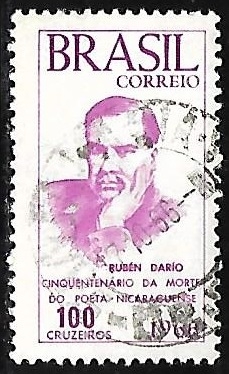 BRASIL
CORREIO
RUBÉN DARÍO
CINQUENTENÁRIO DA MORTE
DO POETA NICARAGUENSE
100 1966
CRUZEIROS